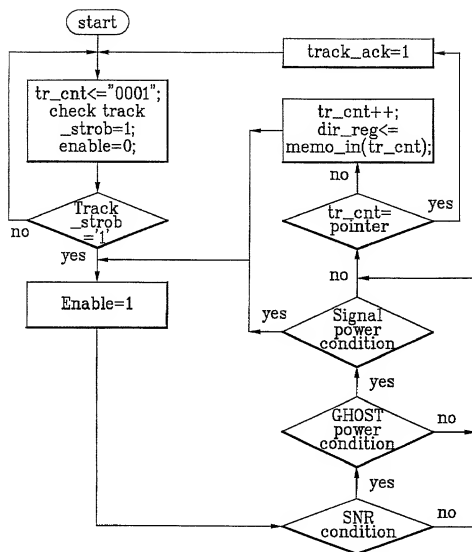 start
track_ack=1
tr_cnt<="0001";
check track
_strob=1;
enable=0;
tr_cnt++;
dir_reg<=
memo_in(tr_cnt);
no
Track
_strob
='1'
no
yes
tr_cnt=
pointer
yes
no
Enable=1
Signal
power
condition
yes
yes
GHOST
power
condition
no
yes
SNR
condition
no